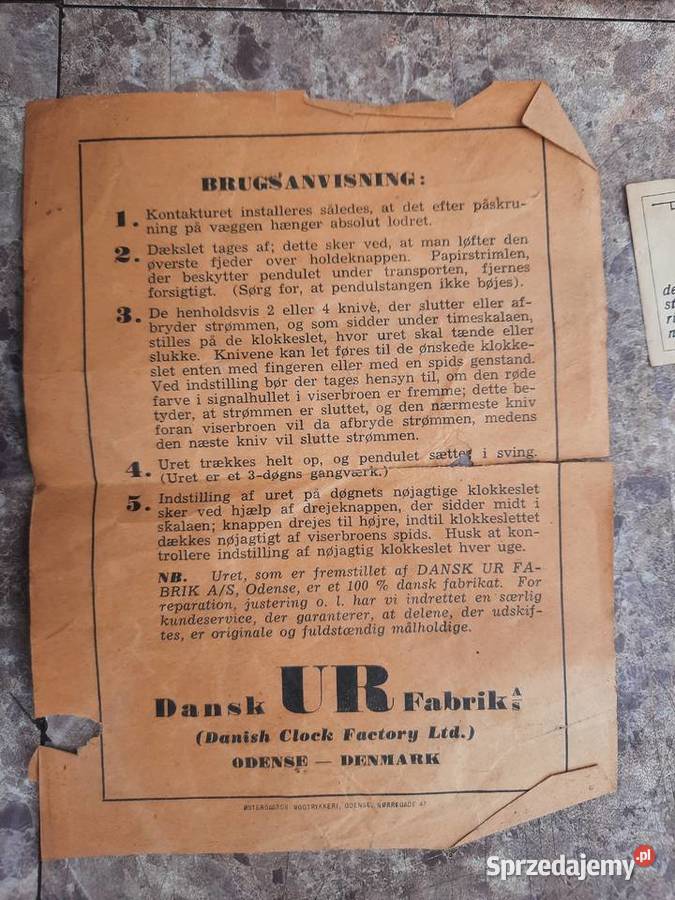 BRUGSANVISNING:
1. Kontakturet installeres således, at det efter påskru-
ning på væggen hænger absolut lodret.
2. Dækslet tages af; dette sker ved, at man løfter den
øverste fjeder over holdeknappen. Papirstrimlen,
der beskytter pendulet under transporten, fjernes
forsigtigt. (Sørg for, at pendulstangen ikke bøjes).
3. De henholdsvis 2 eller 4 knive, der slutter eller af-
bryder strømmen, og som sidder under timeskalaen,
stilles på de klokkeslet, hvor uret skal tænde eller
slukke. Knivene kan let føres til de ønskede klokke-
slet enten med fingeren eller med en spids genstand.
Ved indstilling bør der tages hensyn til, om den røde
farve i signalhullet i viserbroen er fremme; dette be-
tyder, at strømmen er sluttet, og den nærmeste kniv
foran viserbroen vil da afbryde strømmen, medens
den næste kniv vil slutte strømmen.
4. Uret trækkes helt op, og pendulet sættes i sving.
(Uret er et 3-døgns gangværk.)
5. Indstilling af uret på døgnets nøjagtige klokkeslet
sker ved hjælp af drejeknappen, der sidder midt i
skalaen; knappen drejes til højre, indtil klokkeslettet
dækkes nøjagtigt af viserbroens spids. Husk at kon-
trollere indstilling af nøjagtig klokkeslet hver uge.
NB. Uret, som er fremstillet af DANSK UR FA-
BRIK A/S, Odense, er et 100 % dansk fabrikat. For
reparation, justering o. l. har vi indrettet en særlig
kundeservice, der garanterer, at delene, der udskif-
tes, er originale og fuldstændig målholdige.
Dansk UR Fabrik A/S
(Danish Clock Factory Ltd.)
ODENSE — DENMARK
ØSTERGAARDS BOGTRYKKERI, ODENSE, NØRREGADE 47
de
st
ri
n
Sprzedajemy.pl